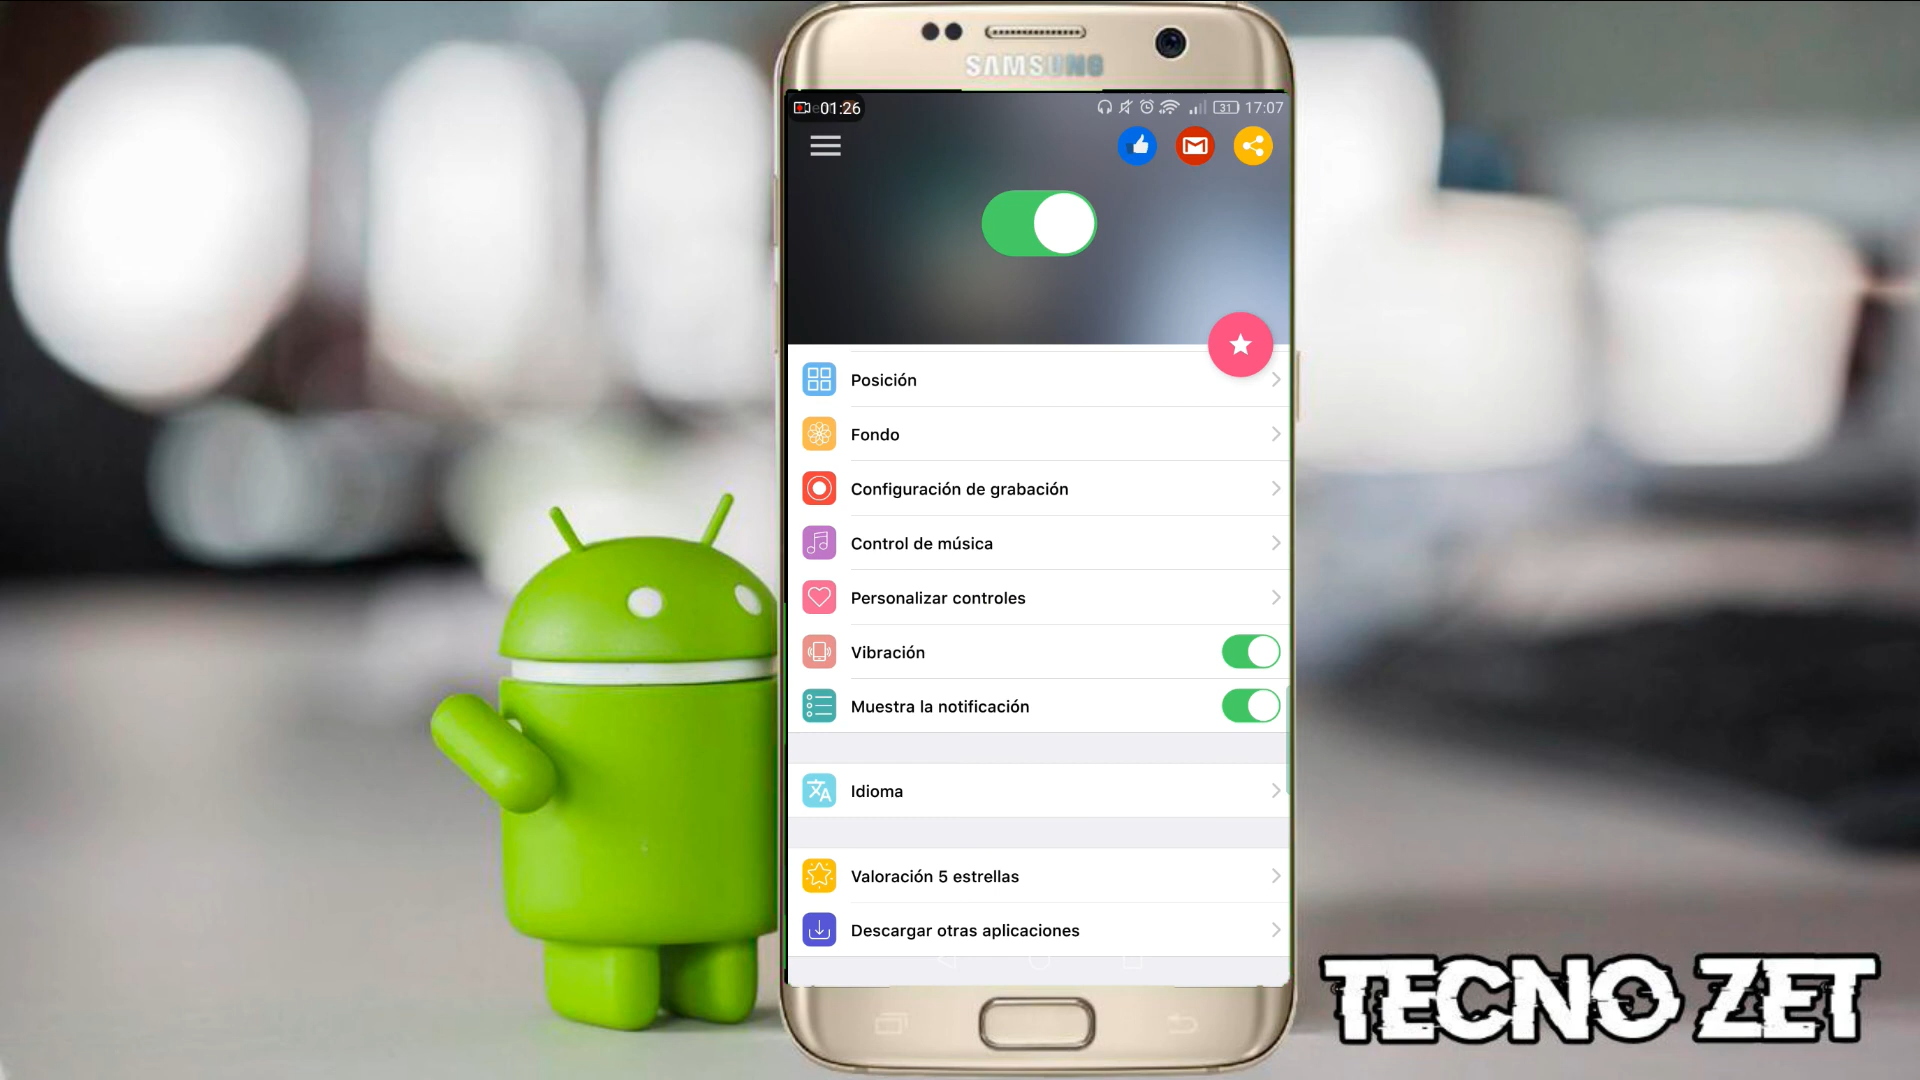 SAMSUNG
01:26
31 17:07
Posición
Fondo
Configuración de grabación
Control de música
Personalizar controles
Vibración
Muestra la notificación
Idioma
Valoración 5 estrellas
Descargar otras aplicaciones
TECNO ZET